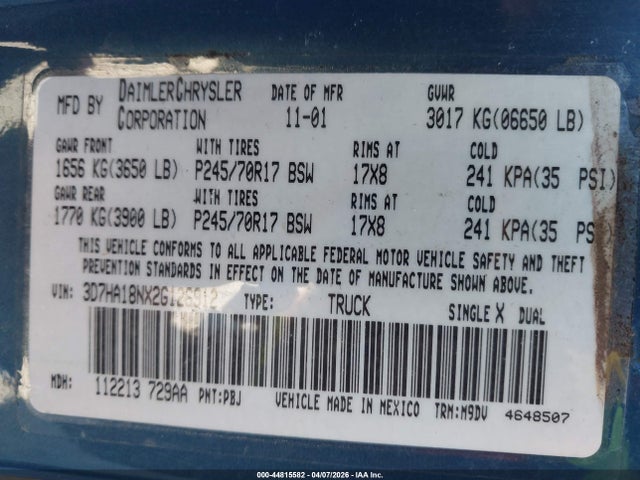 MFD BY DAIMLERCHRYSLER CORPORATION DATE OF MFR 11-01 GVWR 3017 KG(06650 LB)
GAWR FRONT WITH TIRES RIMS AT COLD
1656 KG(3650 LB) P245/70R17 BSW 17X8 241 KPA(35 PSI)
GAWR REAR WITH TIRES RIMS AT COLD
1770 KG(3900 LB) P245/70R17 BSW 17X8 241 KPA(35 PS
THIS VEHICLE CONFORMS TO ALL APPLICABLE FEDERAL MOTOR VEHICLE SAFETY AND THEFT
PREVENTION STANDARDS IN EFFECT ON THE DATE OF MANUFACTURE SHOWN ABOVE.
VIN: TYPE: TRUCK SINGLE X DUAL
MDH: 112213 729AA PNT:PBJ VEHICLE MADE IN MEXICO TRM:M9DV 4648507
000-44815582 - 04/07/2026 - IAA Inc.